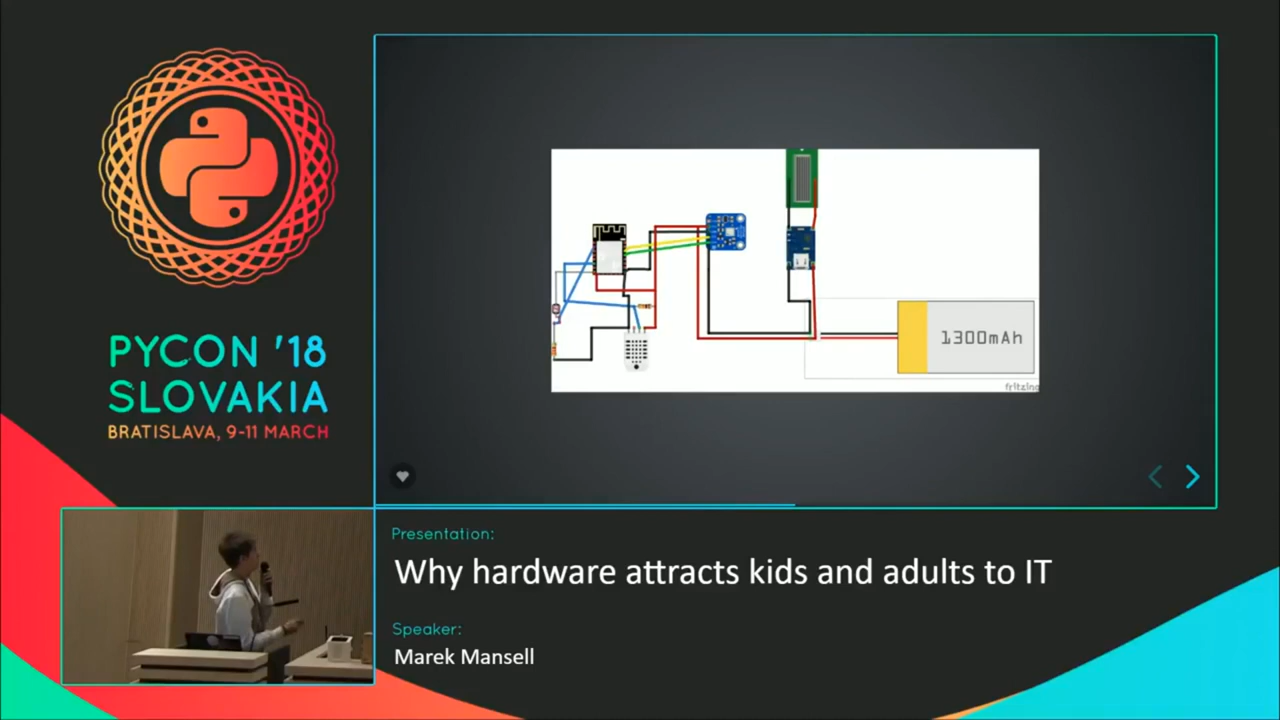 PYCON '18
SLOVAKIA
BRATISLAVA, 9-11 MARCH
1300mAh
fritzing
Presentation:
Why hardware attracts kids and adults to IT
Speaker:
Marek Mansell